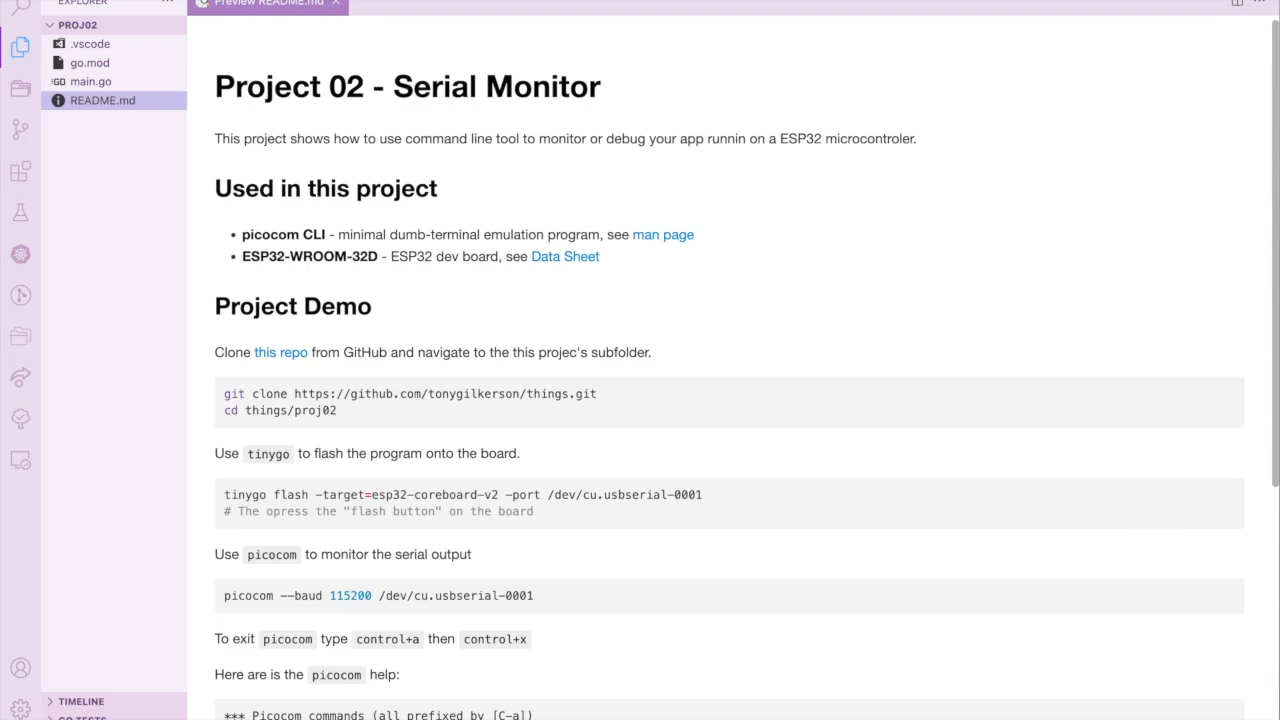 EXPLORER ...
Preview README.md ×
PROJ02
.vscode
go.mod
GO main.go
README.md
Project 02 - Serial Monitor
This project shows how to use command line tool to monitor or debug your app runnin on a ESP32 microcontroler.
Used in this project
• picocom CLI - minimal dumb-terminal emulation program, see man page
• ESP32-WROOM-32D - ESP32 dev board, see Data Sheet
Project Demo
Clone this repo from GitHub and navigate to the this projec's subfolder.
git clone https://github.com/tonygilkerson/things.git
cd things/proj02
Use tinygo to flash the program onto the board.
tinygo flash -target=esp32-coreboard-v2 -port /dev/cu.usbserial-0001
# The opress the "flash button" on the board
Use picocom to monitor the serial output
picocom --baud 115200 /dev/cu.usbserial-0001
To exit picocom type control+a then control+x
Here are is the picocom help:
*** Picocom commands (all prefixed by [C-a])
TIMELINE
GO TESTS